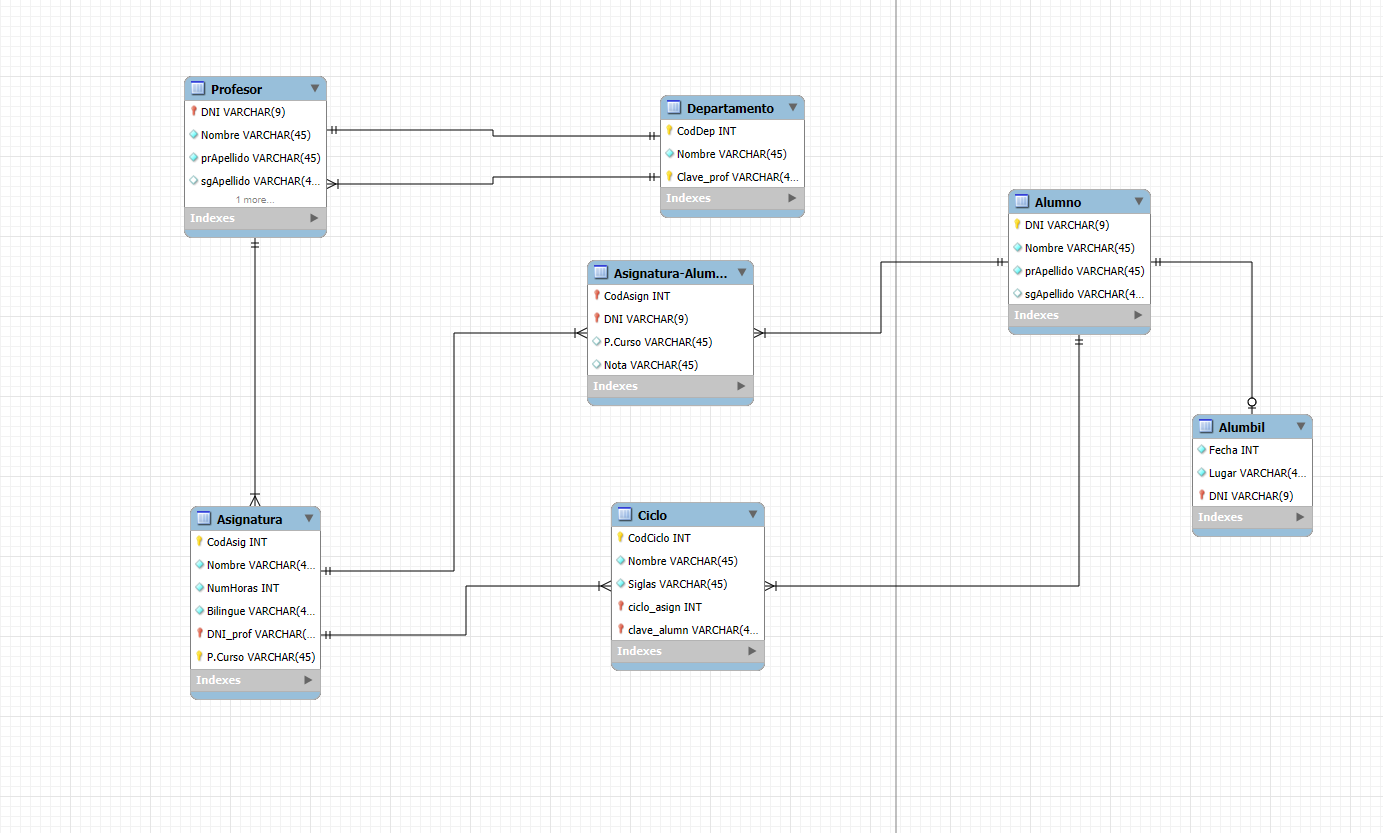 Profesor
DNI VARCHAR(9)
Nombre VARCHAR(45)
prApellido VARCHAR(45)
sgApellido VARCHAR(4...
1 more...
Indexes
Departamento
CodDep INT
Nombre VARCHAR(45)
Clave_prof VARCHAR(4...
Indexes
Alumno
DNI VARCHAR(9)
Nombre VARCHAR(45)
prApellido VARCHAR(45)
sgApellido VARCHAR(4...
Indexes
Asignatura-Alum...
CodAsign INT
DNI VARCHAR(9)
P.Curso VARCHAR(45)
Nota VARCHAR(45)
Indexes
Alumbil
Fecha INT
Lugar VARCHAR(4...
DNI VARCHAR(9)
Indexes
Asignatura
CodAsig INT
Nombre VARCHAR(4...
NumHoras INT
Bilingue VARCHAR(4...
DNI_prof VARCHAR(...
P.Curso VARCHAR(45)
Indexes
Ciclo
CodCiclo INT
Nombre VARCHAR(45)
Siglas VARCHAR(45)
ciclo_asign INT
clave_alumn VARCHAR(4...
Indexes